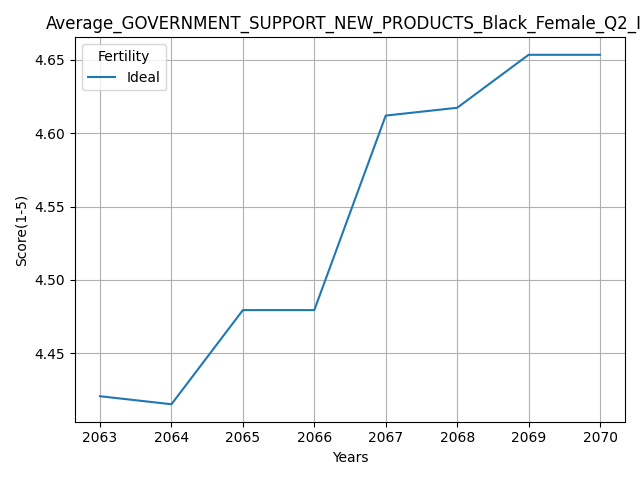 Average_GOVERNMENT_SUPPORT_NEW_PRODUCTS_Black_Female_Q2_I
Fertility
Ideal
4.65
4.60
4.55
4.50
4.45
Score(1-5)
2063 2064 2065 2066 2067 2068 2069 2070
Years